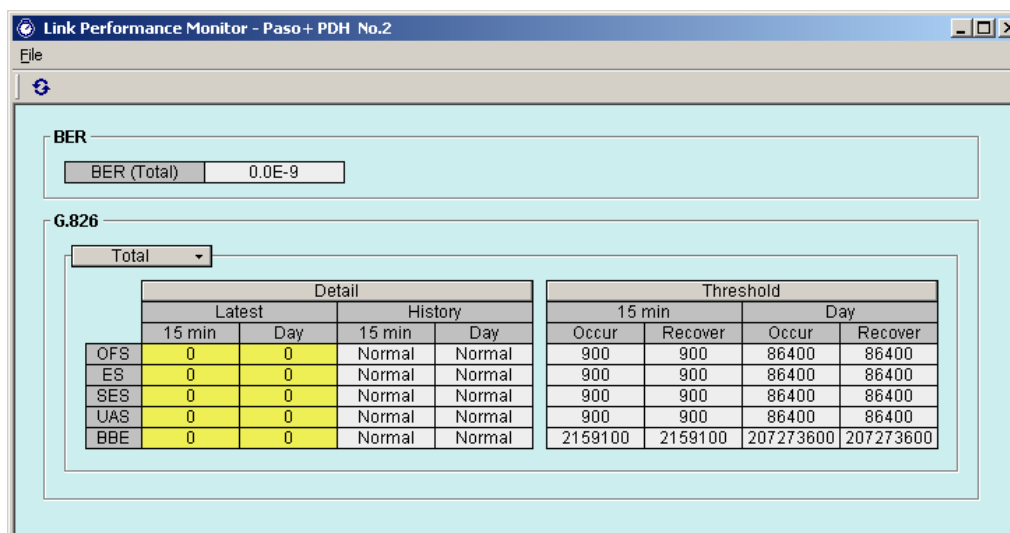 Link Performance Monitor - Paso+ PDH No.2
File
BER
BER (Total) 0.0E-9
G.826
Total
Detail Threshold
Latest History 15 min Day
15 min Day 15 min Day Occur Recover Occur Recover
OFS 0 0 Normal Normal 900 900 86400 86400
ES 0 0 Normal Normal 900 900 86400 86400
SES 0 0 Normal Normal 900 900 86400 86400
UAS 0 0 Normal Normal 900 900 86400 86400
BBE 0 0 Normal Normal 2159100 2159100 207273600 207273600